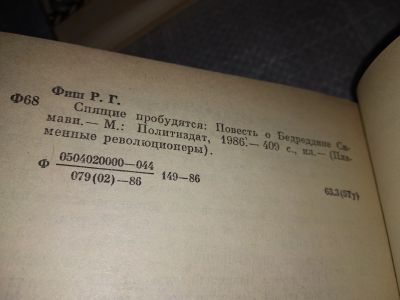 Фиш Р. Г.
Ф68
Спящие пробудятся: Повесть о Бедреддине Си-
мави.— М.: Политиздат, 1986.— 409 с., ил.— (Пла-
менные революционеры).
Ф 0504020000—044 149—86
079(02)—86
63.3(5Ту)